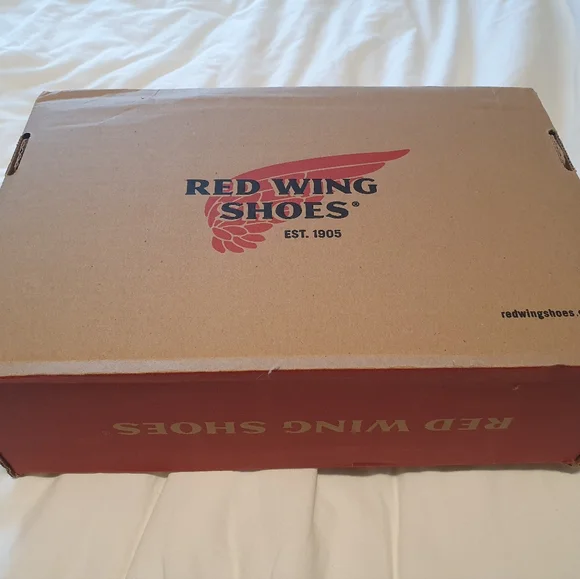 RED WING
SHOES®
EST. 1905
redwingshoes.
RED WING SHOES